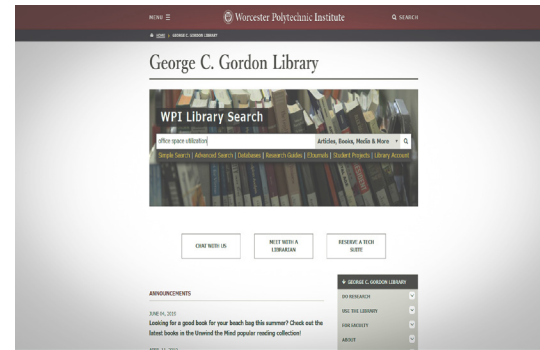 MENU
Worcester Polytechnic Institute
SEARCH
HOME | GEORGE C. GORDON LIBRARY
George C. Gordon Library
WPI Library Search
office space utilization
Articles, Books, Media & More
Simple Search | Advanced Search | Databases | Research Guides | EJournals | Student Projects | Library Account
CHAT WITH US
MEET WITH A
LIBRARIAN
RESERVE A TECH
SUITE
GEORGE C. GORDON LIBRARY
ANNOUNCEMENTS
DO RESEARCH
USE THE LIBRARY
JUNE 04, 2018
Looking for a good book for your beach bag this summer? Check out the
latest books in the Unwind the Mind popular reading collection!
FOR FACULTY
ABOUT